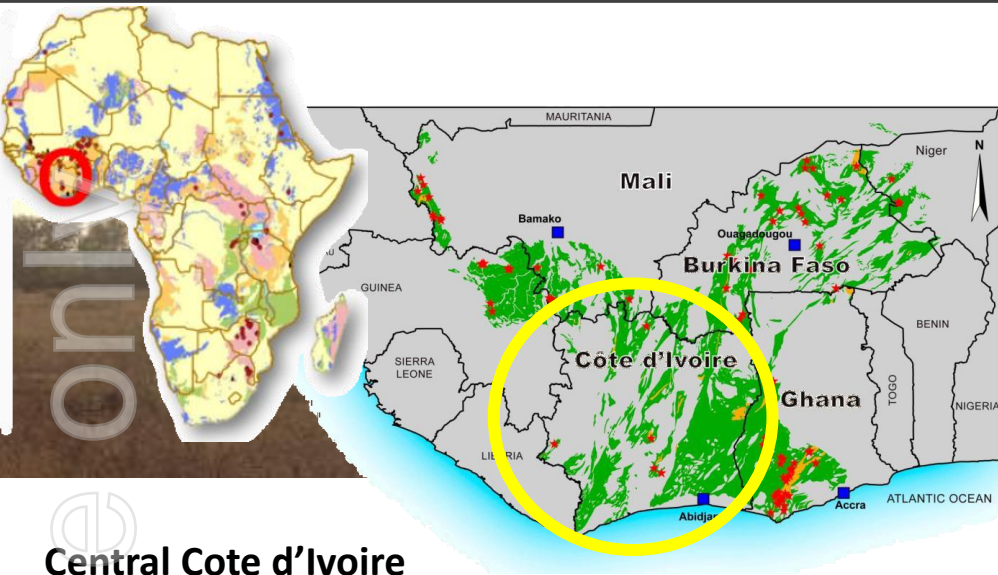 MAURITANIA
Niger
N
Mali
Bamako
Ouagadougou
Burkina Faso
GUINEA
BENIN
SIERRA
LEONE
Côte d’Ivoire
Ghana
TOGO
NIGERIA
LIBERIA
Abidjan
Accra
ATLANTIC OCEAN
only
Central Cote d’Ivoire